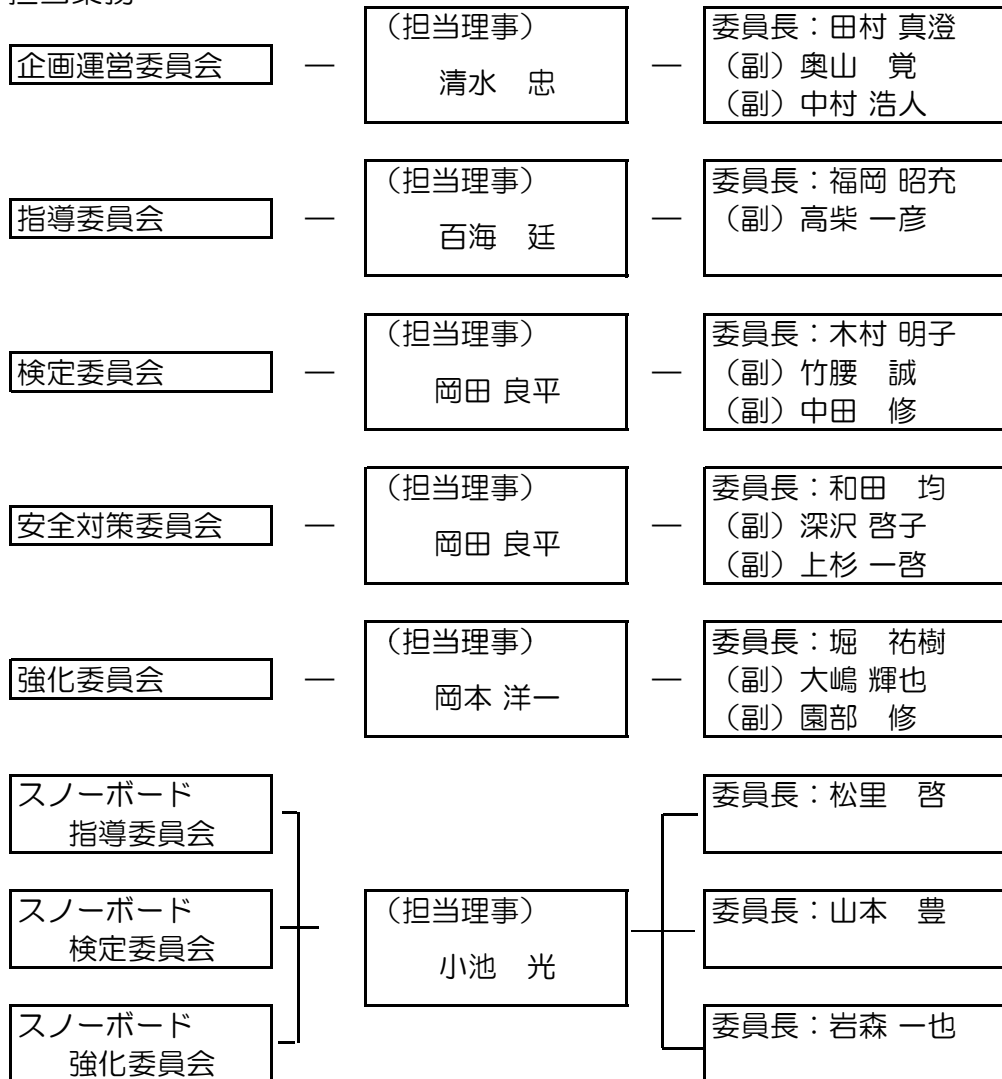 担当業務
企画運営委員会 ― （担当理事） ― 委員長：田村 真澄
清水　忠
（副）奥山　覚
（副）中村 浩人
指導委員会 ― （担当理事） ― 委員長：福岡 昭充
百海　廷
（副）高柴 一彦
検定委員会 ― （担当理事） ― 委員長：木村 明子
岡田 良平
（副）竹腰　誠
（副）中田　修
安全対策委員会 ― （担当理事） ― 委員長：和田　均
岡田 良平
（副）深沢 啓子
（副）上杉 一啓
強化委員会 ― （担当理事） ― 委員長：堀　祐樹
岡本 洋一
（副）大嶋 輝也
（副）園部　修
スノーボード
指導委員会
委員長：松里　啓
スノーボード
検定委員会
（担当理事）
小池　光
委員長：山本　豊
スノーボード
強化委員会
委員長：岩森 一也